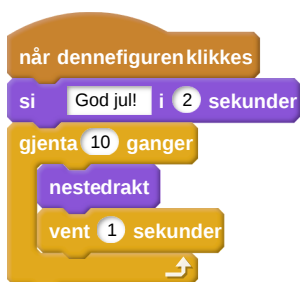 når dennefiguren klikkes
si God jul! i 2 sekunder
gjenta 10 ganger
nestedrakt
vent 1 sekunder